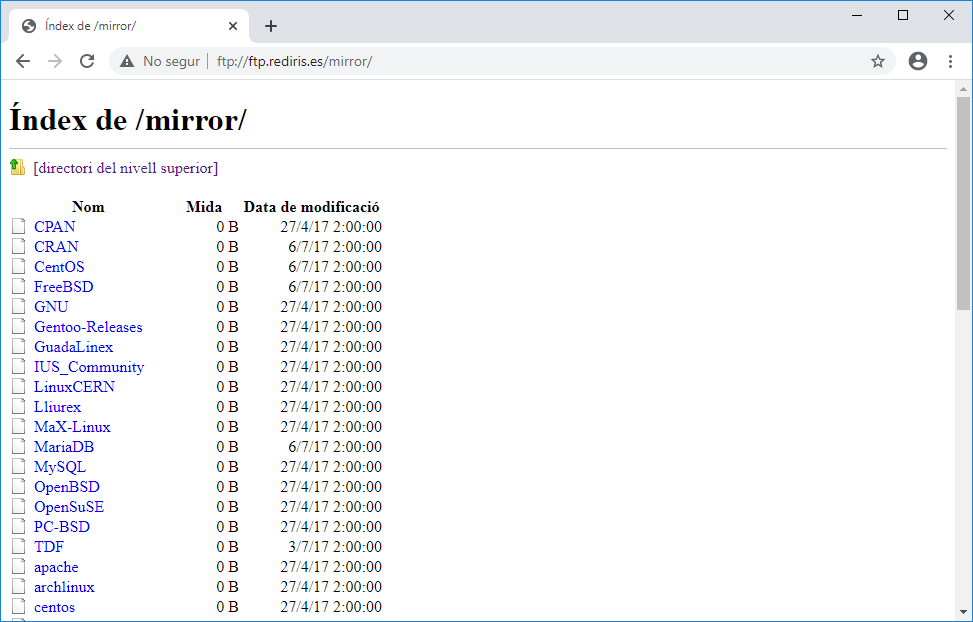 Índex de /mirror/
No segur ftp://ftp.rediris.es/mirror/
Índex de /mirror/
[directori del nivell superior]
Nom Mida Data de modificació
CPAN 0 B 27/4/17 2:00:00
CRAN 0 B 6/7/17 2:00:00
CentOS 0 B 6/7/17 2:00:00
FreeBSD 0 B 6/7/17 2:00:00
GNU 0 B 27/4/17 2:00:00
Gentoo-Releases 0 B 27/4/17 2:00:00
GuadaLinex 0 B 27/4/17 2:00:00
IUS_Community 0 B 27/4/17 2:00:00
LinuxCERN 0 B 27/4/17 2:00:00
Lliurex 0 B 27/4/17 2:00:00
MaX-Linux 0 B 27/4/17 2:00:00
MariaDB 0 B 6/7/17 2:00:00
MySQL 0 B 27/4/17 2:00:00
OpenBSD 0 B 27/4/17 2:00:00
OpenSuSE 0 B 27/4/17 2:00:00
PC-BSD 0 B 27/4/17 2:00:00
TDF 0 B 3/7/17 2:00:00
apache 0 B 27/4/17 2:00:00
archlinux 0 B 27/4/17 2:00:00
centos 0 B 27/4/17 2:00:00